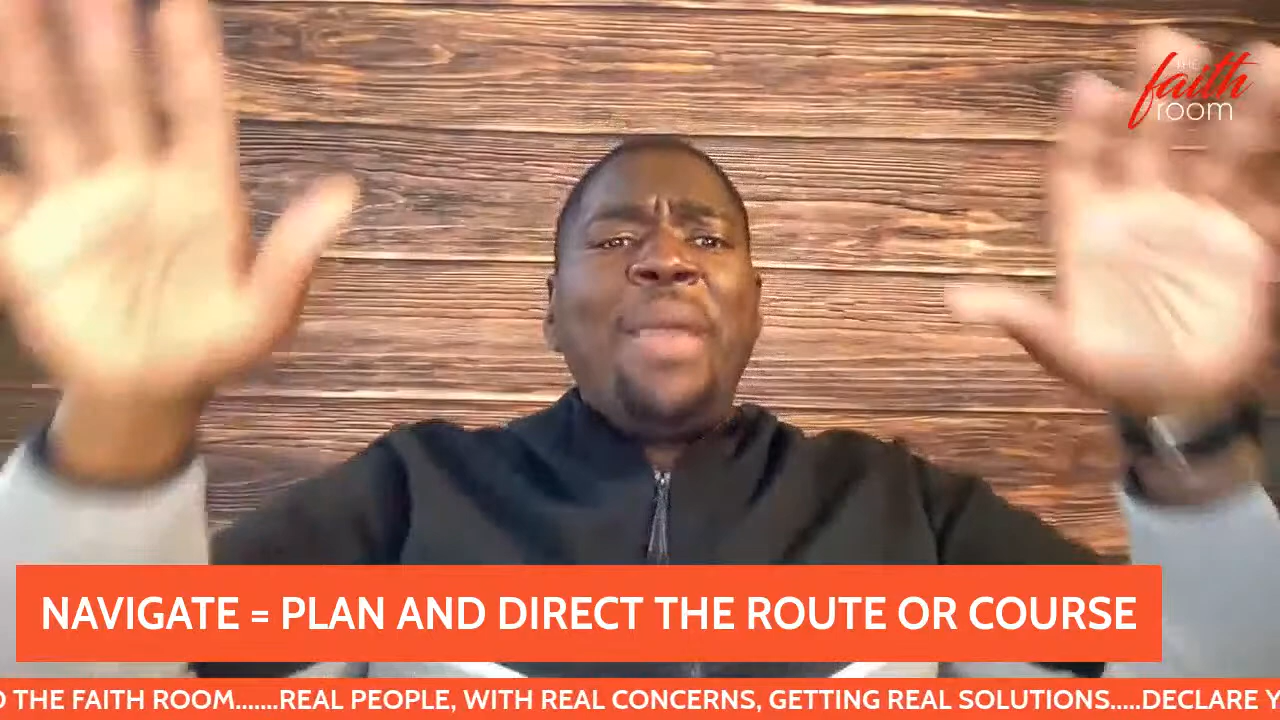 THE
faith
room
NAVIGATE = PLAN AND DIRECT THE ROUTE OR COURSE
THE FAITH ROOM.......REAL PEOPLE, WITH REAL CONCERNS, GETTING REAL SOLUTIONS.....DECLARE